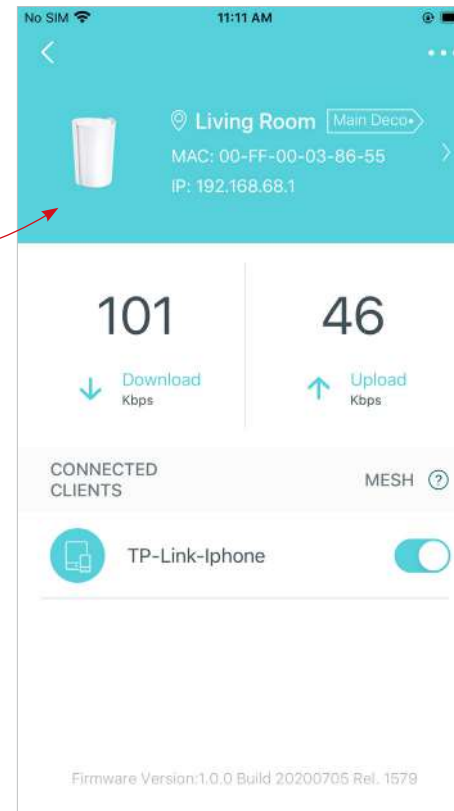 No SIM 11:11 AM
Living Room Main Deco
MAC: 00-FF-00-03-86-55
IP: 192.168.68.1
101 46
Download Upload
Kbps Kbps
CONNECTED
CLIENTS
MESH ?
TP-Link-Iphone
Firmware Version:1.0.0 Build 20200705 Rel. 1579